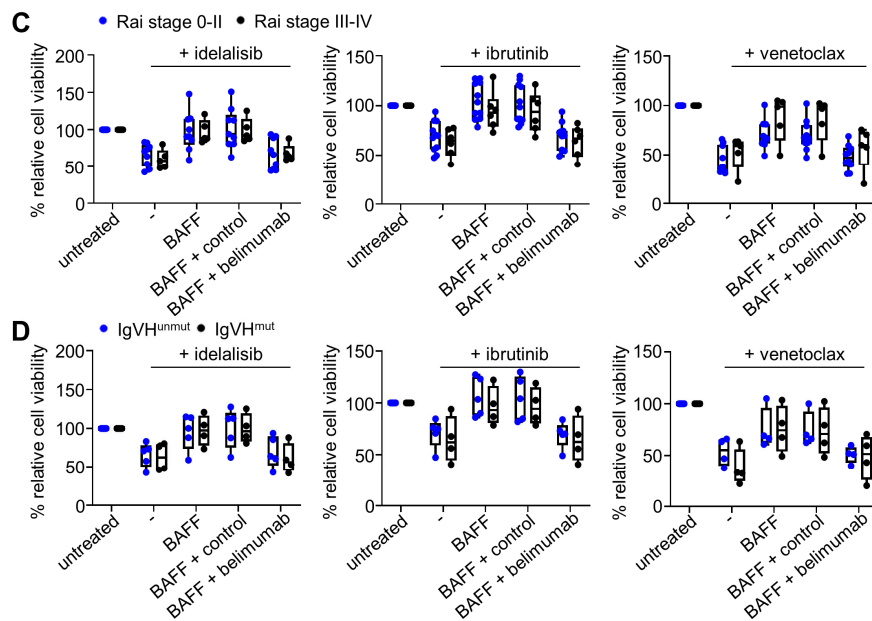 C
Rai stage 0-II Rai stage III-IV
% relative cell viability
+ idelalisib
200
150
100
50
0
untreated
-
BAFF
BAFF + control
BAFF + belimumab
% relative cell viability
+ ibrutinib
150
100
50
0
untreated
-
BAFF
BAFF + control
BAFF + belimumab
% relative cell viability
+ venetoclax
150
100
50
0
untreated
-
BAFF
BAFF + control
BAFF + belimumab
D
IgVHunmut IgVHmut
% relative cell viability
+ idelalisib
200
150
100
50
0
untreated
-
BAFF
BAFF + control
BAFF + belimumab
% relative cell viability
+ ibrutinib
150
100
50
0
untreated
-
BAFF
BAFF + control
BAFF + belimumab
% relative cell viability
+ venetoclax
150
100
50
0
untreated
-
BAFF
BAFF + control
BAFF + belimumab